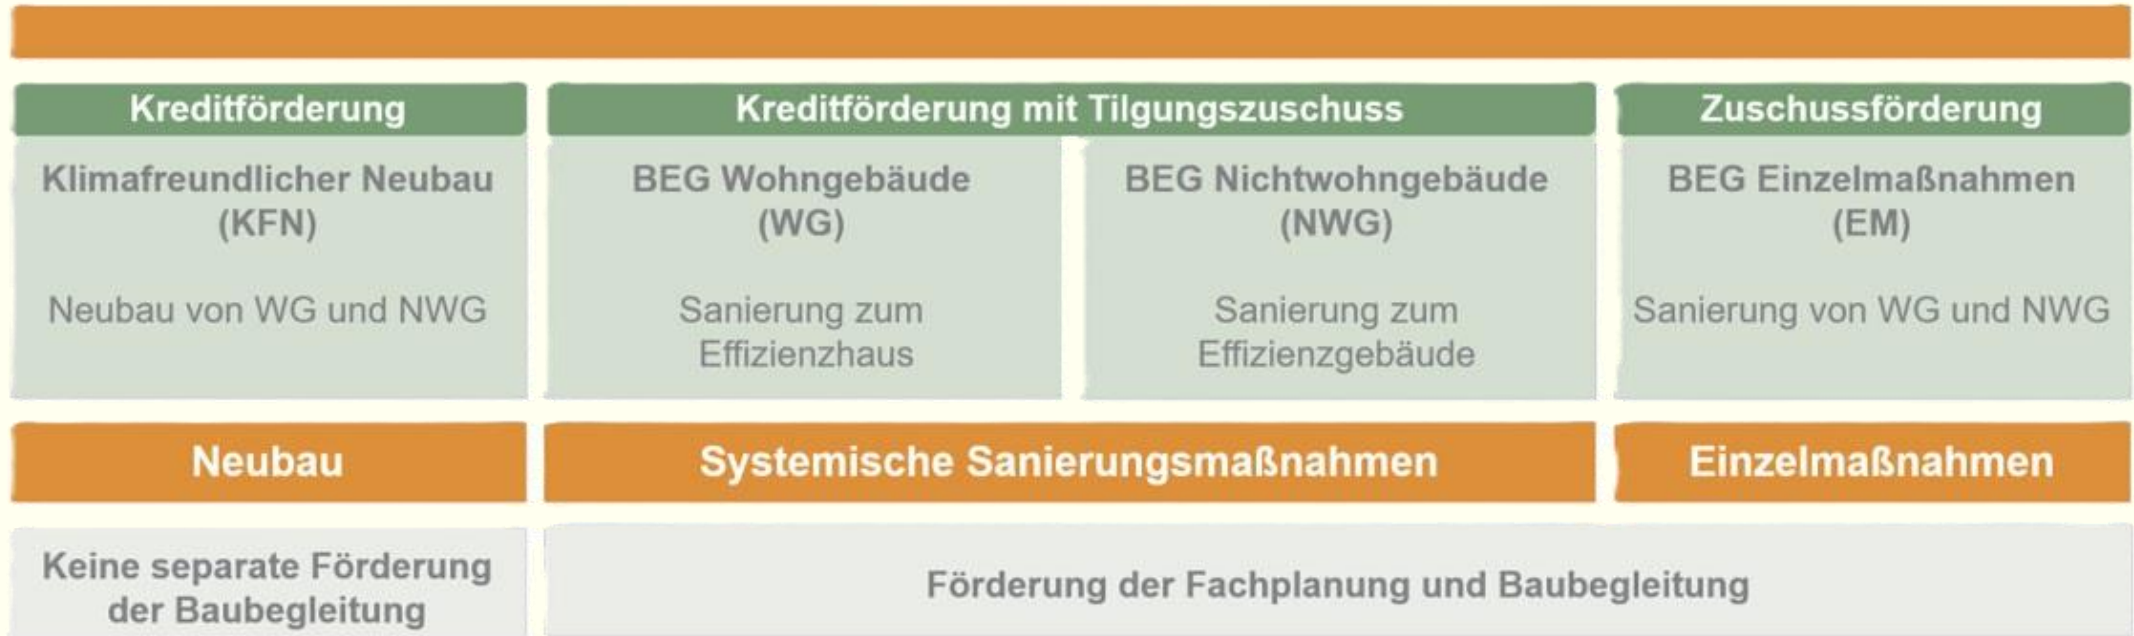 Kreditförderung
Kreditförderung mit Tilgungszuschuss
Zuschussförderung
Klimafreundlicher Neubau
(KFN)
Neubau von WG und NWG
BEG Wohngebäude
(WG)
Sanierung zum
Effizienzhaus
BEG Nichtwohngebäude
(NWG)
Sanierung zum
Effizienzgebäude
BEG Einzelmaßnahmen
(EM)
Sanierung von WG und NWG
Neubau
Systemische Sanierungsmaßnahmen
Einzelmaßnahmen
Keine separate Förderung
der Baubegleitung
Förderung der Fachplanung und Baubegleitung